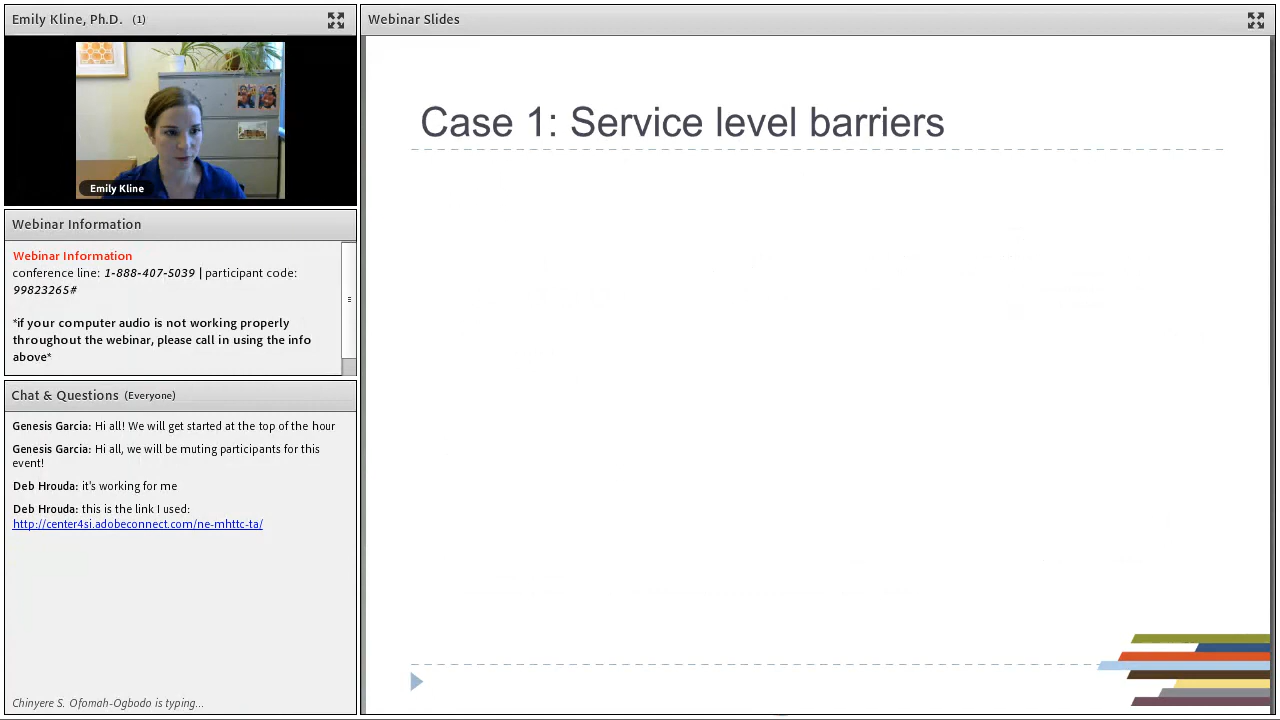 Emily Kline, Ph.D. (1)
Emily Kline
Webinar Information
Webinar Information
conference line: 1-888-407-5039 | participant code:
99823265#
*if your computer audio is not working properly
throughout the webinar, please call in using the info
above*
Chat & Questions (Everyone)
Genesis Garcia: Hi all! We will get started at the top of the hour
Genesis Garcia: Hi all, we will be muting participants for this
event!
Deb Hrouda: it's working for me
Deb Hrouda: this is the link I used:
http://center4si.adobeconnect.com/ne-mhttc-ta/
Chinyere S. Ofomah-Ogbodo is typing...
Webinar Slides
Case 1: Service level barriers